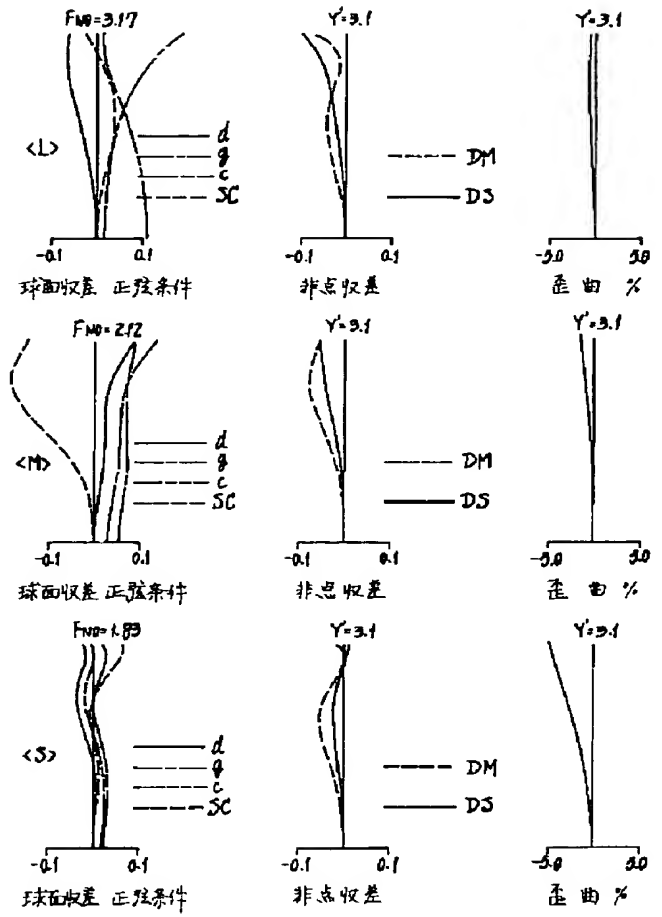 FNO=3.17 Y'=3.1 Y'=3.1
<L>
d
g
c
SC
DM
DS
-0.1 0.1 -0.1 0.1 -5.0 5.0
球面收差 正弦条件 非点収差 歪曲 %
FNO=2.12 Y'=3.1 Y'=3.1
<M>
d
g
c
SC
DM
DS
-0.1 0.1 -0.1 0.1 -5.0 5.0
球面収差 正弦条件 非点収差 歪曲 %
FNO=1.83 Y'=3.1 Y'=3.1
<S>
d
g
c
SC
DM
DS
-0.1 0.1 -0.1 0.1 -5.0 5.0
球面収差 正弦条件 非点収差 歪曲 %